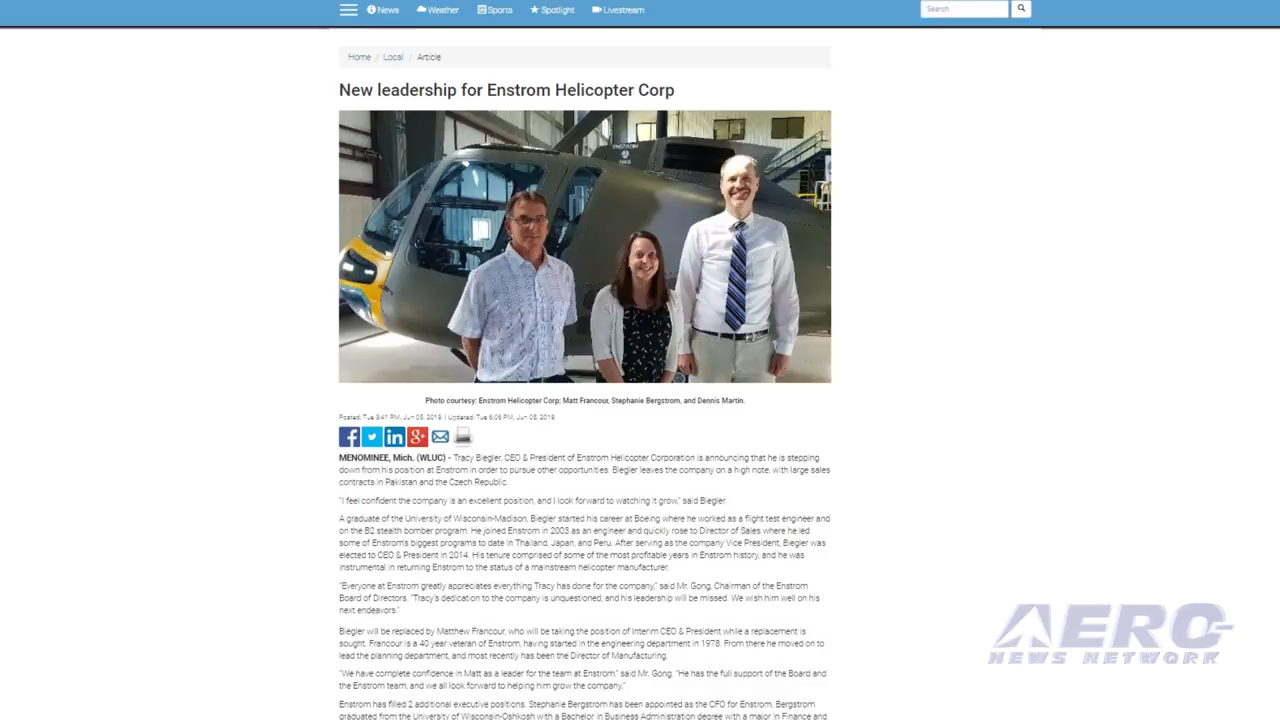 News Weather Sports Spotlight Livestream Search
Home / Local / Article
New leadership for Enstrom Helicopter Corp
ENSTROM
Photo courtesy: Enstrom Helicopter Corp; Matt Francour, Stephanie Bergstrom, and Dennis Martin.
Posted: Tue 3:41 PM, Jun 05, 2018 | Updated: Tue 6:06 PM, Jun 05, 2018
MENOMINEE, Mich. (WLUC) - Tracy Biegler, CEO & President of Enstrom Helicopter Corporation is announcing that he is stepping
down from his position at Enstrom in order to pursue other opportunities. Biegler leaves the company on a high note, with large sales
contracts in Pakistan and the Czech Republic.
"I feel confident the company is an excellent position, and I look forward to watching it grow," said Biegler.
A graduate of the University of Wisconsin-Madison, Biegler started his career at Boeing where he worked as a flight test engineer and
on the B2 stealth bomber program. He joined Enstrom in 2003 as an engineer and quickly rose to Director of Sales where he led
some of Enstrom's biggest programs to date in Thailand, Japan, and Peru. After serving as the company Vice President, Biegler was
elected to CEO & President in 2014. His tenure comprised of some of the most profitable years in Enstrom history, and he was
instrumental in returning Enstrom to the status of a mainstream helicopter manufacturer.
"Everyone at Enstrom greatly appreciates everything Tracy has done for the company," said Mr. Gong, Chairman of the Enstrom
Board of Directors. "Tracy's dedication to the company is unquestioned, and his leadership will be missed. We wish him well on his
next endeavors."
Biegler will be replaced by Matthew Francour, who will be taking the position of Interim CEO & President while a replacement is
sought. Francour is a 40 year veteran of Enstrom, having started in the engineering department in 1978. From there he moved on to
lead the planning department, and most recently has been the Director of Manufacturing.
"We have complete confidence in Matt as a leader for the team at Enstrom," said Mr. Gong. "He has the full support of the Board and
the Enstrom team, and we all look forward to helping him grow the company."
Enstrom has filled 2 additional executive positions. Stephanie Bergstrom has been appointed as the CFO for Enstrom. Bergstrom
graduated from the University of Wisconsin-Oshkosh with a Bachelor in Business Administration degree with a major in Finance and
AERO
NEWS NETWORK